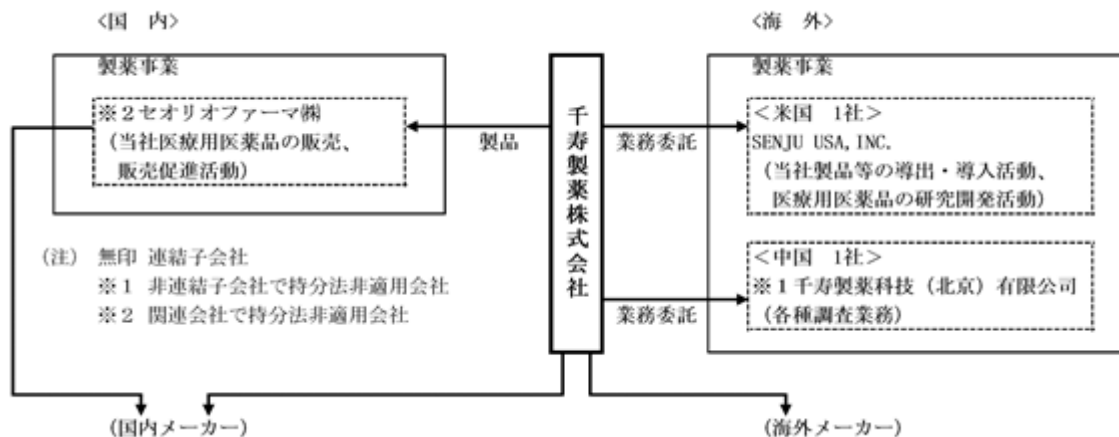 <国　内>
製薬事業
※2セオリオファーマ㈱
(当社医療用医薬品の販売、
販売促進活動)
製品
(注)　無印 連結子会社
※1 非連結子会社で持分法非適用会社
※2 関連会社で持分法非適用会社
千寿製薬株式会社
<海　外>
製薬事業
<米国　1社>
SENJU USA,INC.
(当社製品等の導出・導入活動、
医療用医薬品の研究開発活動)
業務委託
<中国　1社>
※1千寿製薬科技(北京)有限公司
(各種調査業務)
業務委託
(国内メーカー)
(海外メーカー)